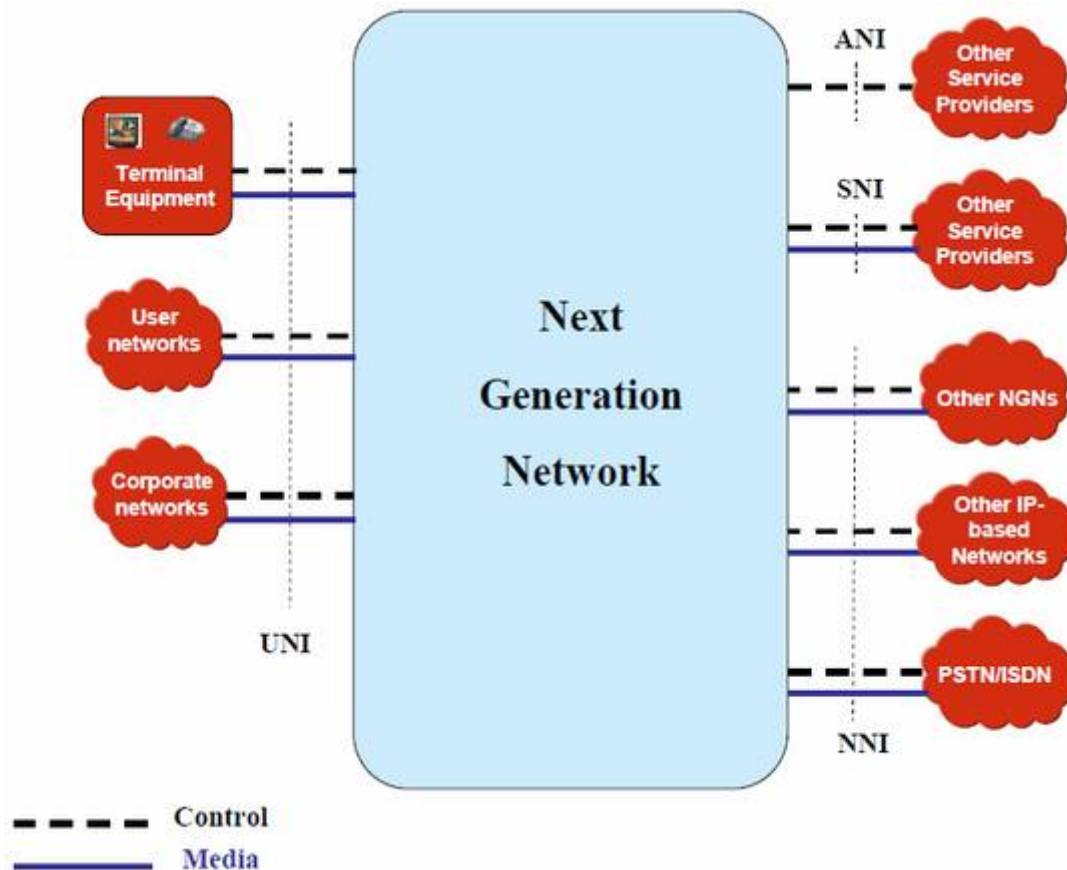 Terminal
Equipment
User
networks
Corporate
networks
UNI
Next
Generation
Network
ANI
Other
Service
Providers
SNI
Other
Service
Providers
Other NGNs
Other IP-
based
Networks
PSTN/ISDN
NNI
Control
Media